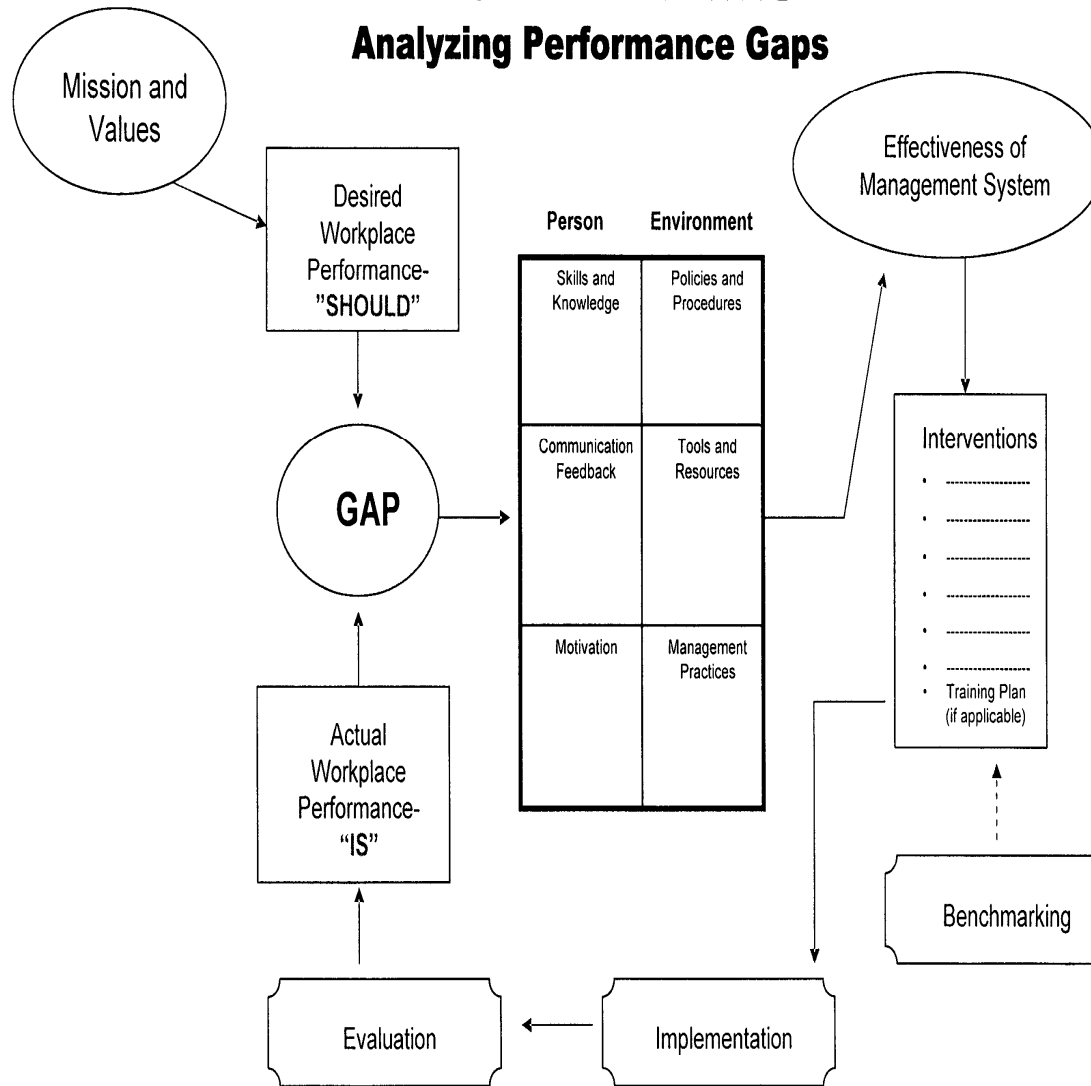 Analyzing Performance Gaps
Mission and
Values
Desired
Workplace
Performance-
"SHOULD"
Effectiveness of
Management System
Person
Environment
Skills and
Knowledge
Policies and
Procedures
GAP
Communication
Feedback
Tools and
Resources
Motivation
Management
Practices
Interventions
• --------------
• --------------
• --------------
• --------------
• --------------
• --------------
• Training Plan
(if applicable)
Actual
Workplace
Performance-
“IS”
Benchmarking
Evaluation
Implementation